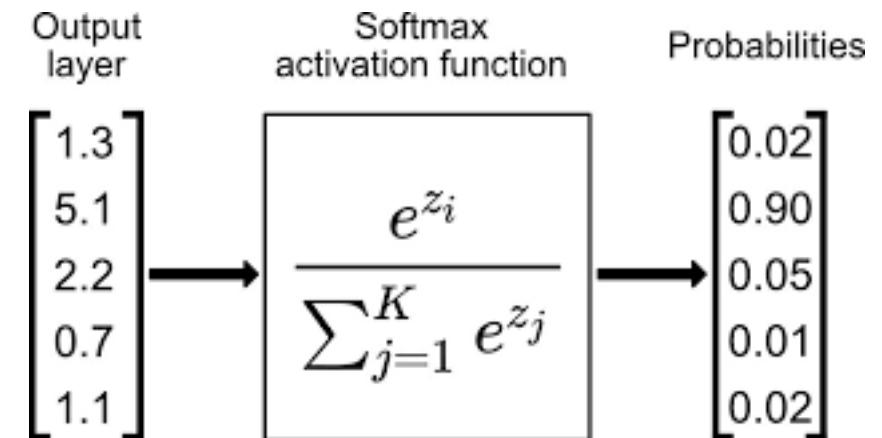 Output
layer
Softmax
activation function
Probabilities
1.3
5.1
2.2
0.7
1.1
e^{z_i}
∑_{j=1}^{K} e^{z_j}
0.02
0.90
0.05
0.01
0.02